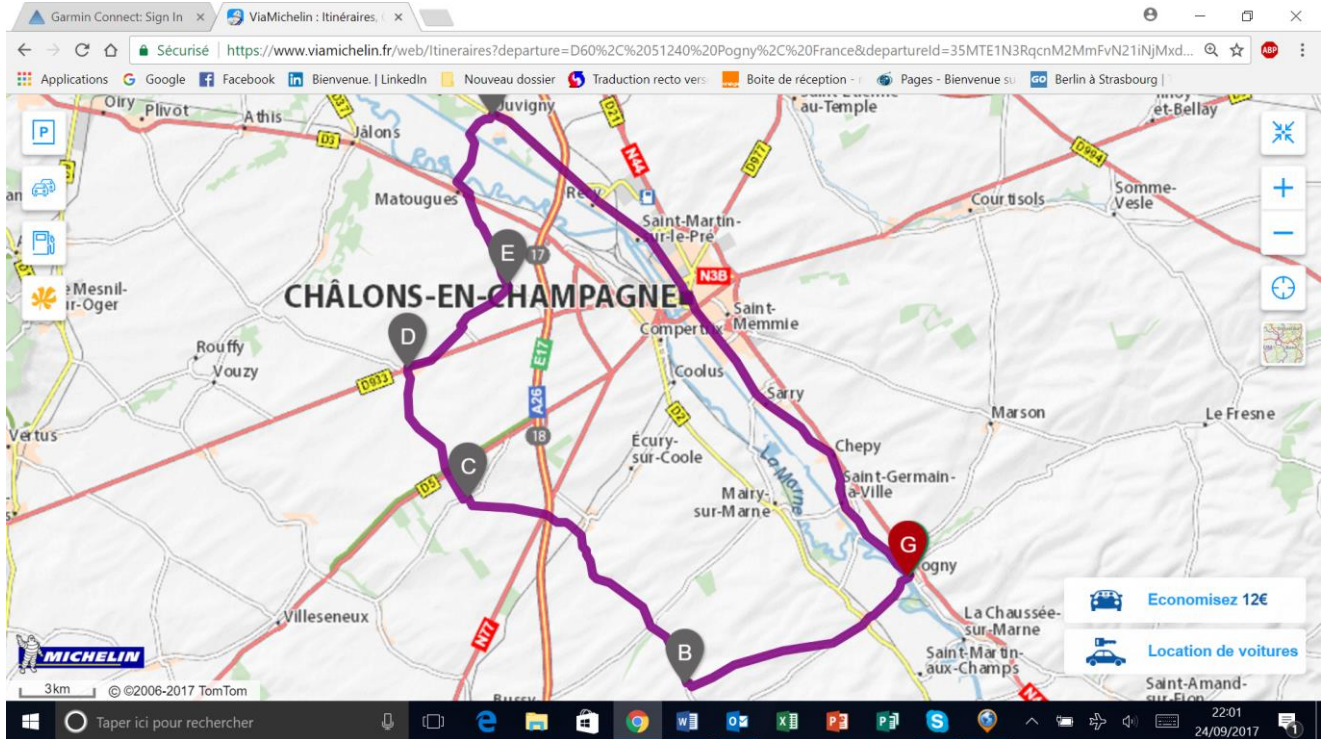 Garmin Connect: Sign In
ViaMichelin : Itinéraires,
Sécurisé
https://www.viamichelin.fr/web/Itineraires?departure=D60%2C%2051240%20Pogny%2C%20France&departureId=35MTE1N3RqcnM2MmFvN21iNjMxd...
ABP
Applications
Google
Facebook
Bienvenue. | LinkedIn
Nouveau dossier
Traduction recto vers
Boite de réception -
Pages - Bienvenue su
Berlin à Strasbourg |
Oiry
Plivot
Athis
D37
Juvigny
D21
au-Temple
et-Bellay
P
D3
Jâlons
N44
D977
D994
Matougues
Recy
Courtisols
Somme-
Vesle
Saint-Martin-
sur-le-Pré
E
17
N3B
CHÂLONS-EN-CHAMPAGNE
Saint-
Memmie
Compertrix
D
Rouffy
Vouzy
D933
E17
Coolus
A26
D2
Sarry
Marson
Le Fresne
Vertus
18
Écury-
sur-Coole
Chepy
La Marne
C
D5
Saint-Germain-
la-Ville
Mairy-
sur-Marne
G
Economisez 12€
Villeseneux
N77
La Chaussée-
sur-Marne
B
Saint-Martin-
aux-Champs
Location de voitures
MICHELIN
3km
© ©2006-2017 TomTom
Bussy
Saint-Amand-
sur-Fion
Taper ici pour rechercher
22:01
24/09/2017
1